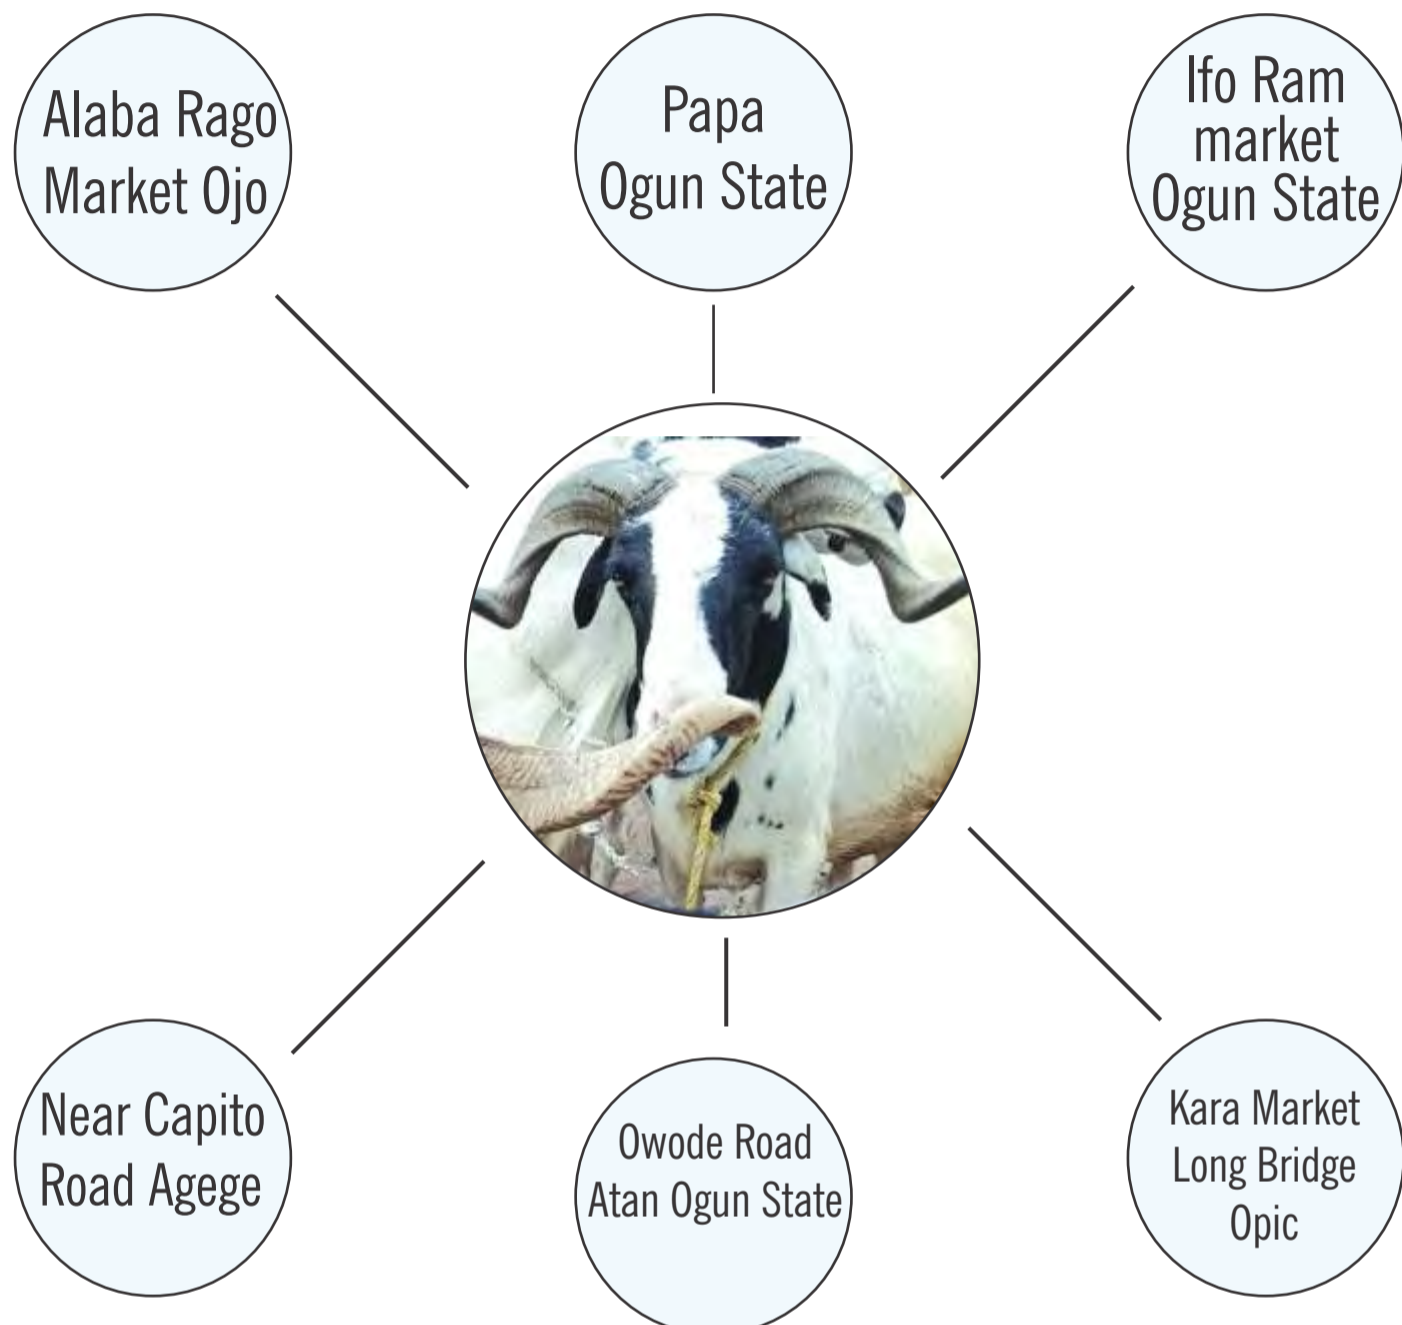 Alaba Rago
Market Ojo
Papa
Ogun State
Ifo Ram
market
Ogun State
Near Capito
Road Agege
Owode Road
Atan Ogun State
Kara Market
Long Bridge
Opic